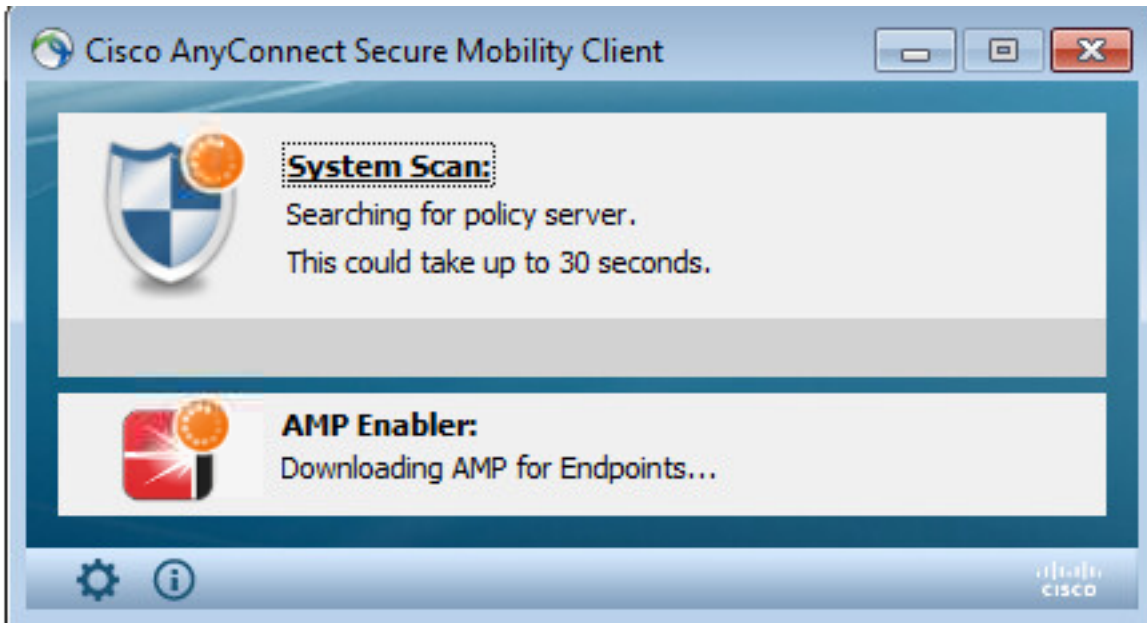 Cisco AnyConnect Secure Mobility Client
System Scan:
Searching for policy server.
This could take up to 30 seconds.
AMP Enabler:
Downloading AMP for Endpoints...
CISCO